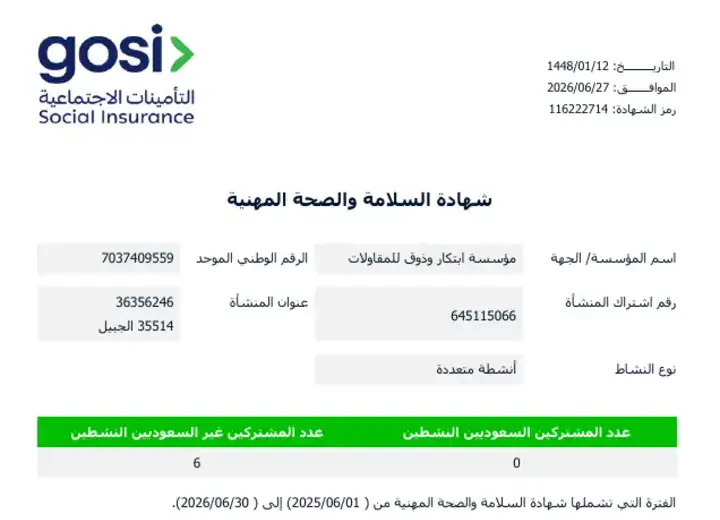 gosi
التأمينات الاجتماعية
Social Insurance
التاريـــــــخ: 1448/01/12
الموافـــــق: 2026/06/27
رمز الشهادة: 116222714
شهادة السلامة والصحة المهنية
اسم المؤسسة/ الجهة مؤسسة ابتكار وذوق للمقاولات الرقم الوطني الموحد 7037409559
رقم اشتراك المنشأة 645115066 عنوان المنشأة 36356246
35514 الجبيل
نوع النشاط أنشطة متعددة
عدد المشتركين السعوديين النشطين عدد المشتركين غير السعوديين النشطين
0 6
الفترة التي تشملها شهادة السلامة والصحة المهنية من ( 2025/06/01) إلى ( 2026/06/30).